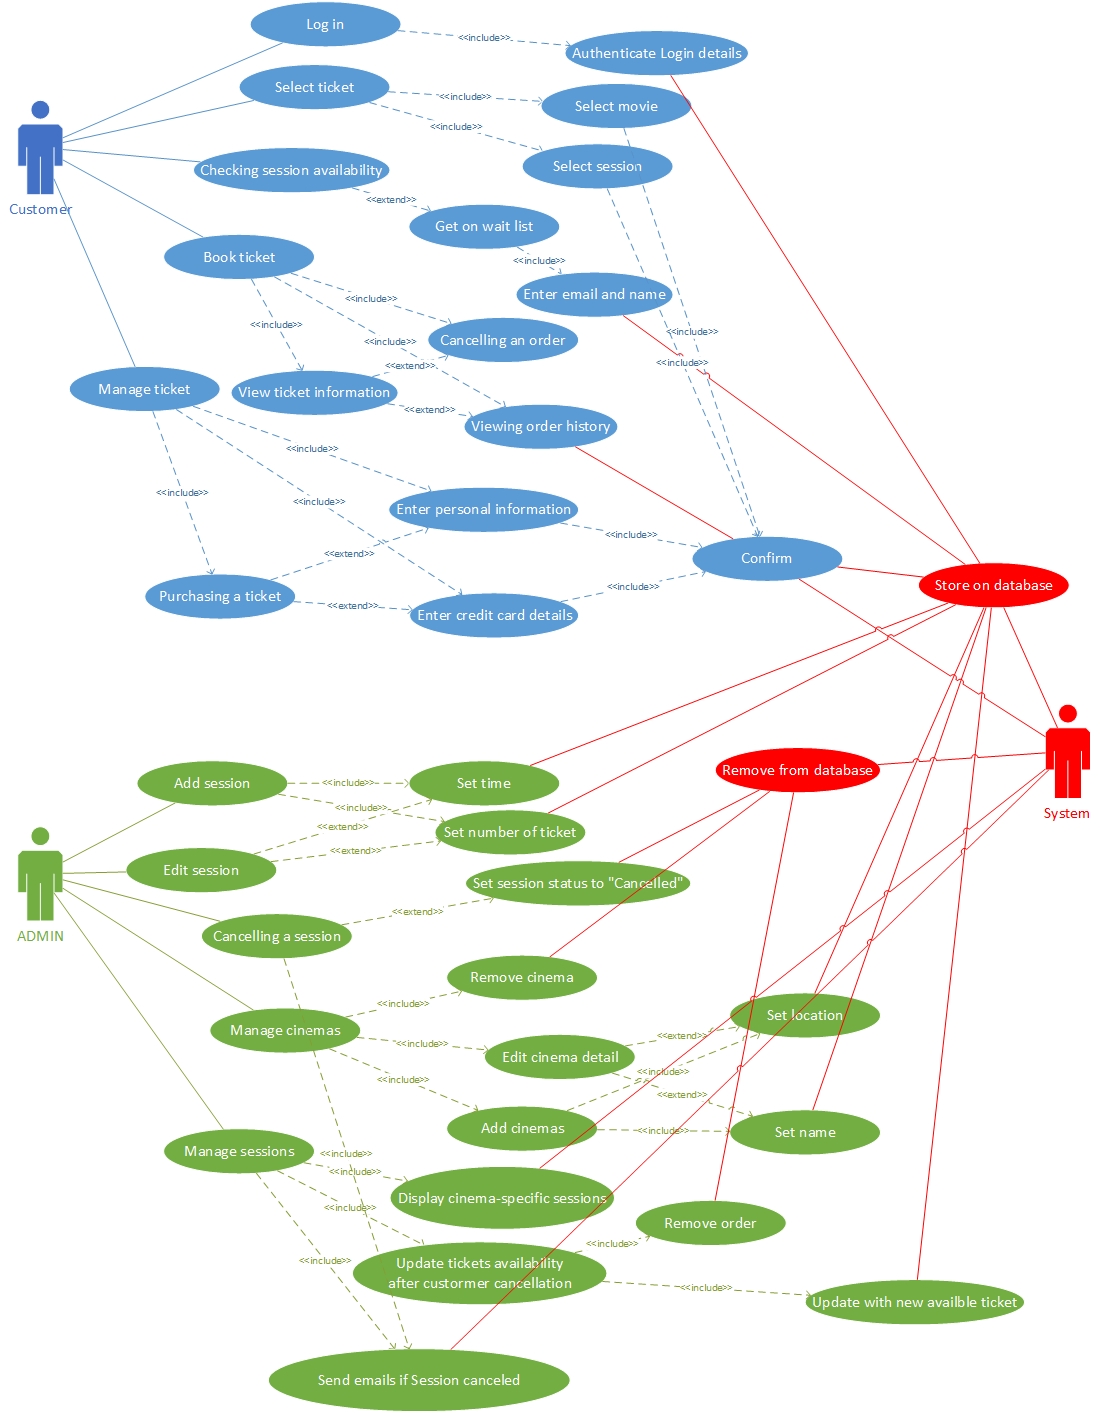 Log in
<<include>>
Authenticate Login details
Select ticket
<<include>>
Select movie
<<include>>
Select session
Checking session availability
<<extend>>
Customer
Get on wait list
Book ticket
<<include>>
Enter email and name
<<include>>
<<include>>
Cancelling an order
<<include>>
<<include>>
<<include>>
<<extend>>
Manage ticket
View ticket information
<<extend>>
Viewing order history
<<include>>
<<include>>
<<include>>
Enter personal information
<<include>>
<<extend>>
Confirm
Store on database
<<include>>
Purchasing a ticket
<<extend>>
Enter credit card details
Remove from database
Add session
<<include>>
Set time
<<include>>
System
<<extend>>
Set number of ticket
<<extend>>
Edit session
Set session status to "Cancelled"
<<extend>>
ADMIN
Cancelling a session
Remove cinema
<<include>>
Set location
Manage cinemas
<<extend>>
<<include>>
Edit cinema detail
<<include>>
<<include>>
<<extend>>
Add cinemas
<<include>>
Set name
Manage sessions
<<include>>
<<include>>
Display cinema-specific sessions
<<include>>
Remove order
<<include>>
<<include>>
Update tickets availability
after custormer cancellation
<<include>>
Update with new availble ticket
Send emails if Session canceled